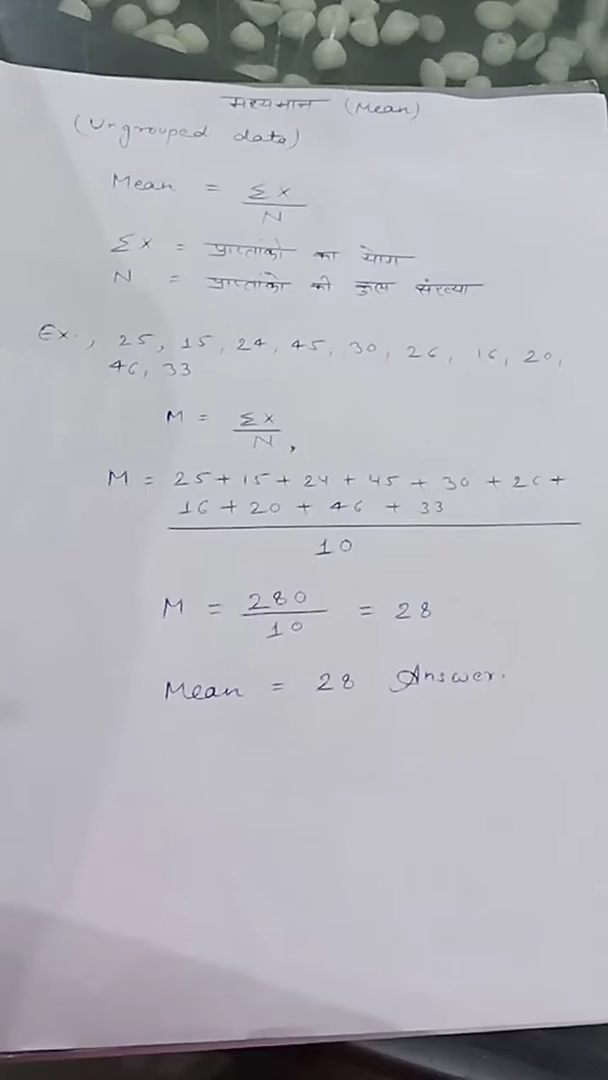 मध्यमान (Mean)
(Ungrouped data)
Mean = ΣX
N
ΣX = प्राप्तांको का योग
N = प्राप्तांको की कुल संख्या
Ex., 25, 15, 24, 45, 30, 26, 16, 20,
46, 33
M = ΣX
N,
M = 25 + 15 + 24 + 45 + 30 + 26 +
16 + 20 + 46 + 33
10
M = 280 = 28
10
Mean = 28 Answer.